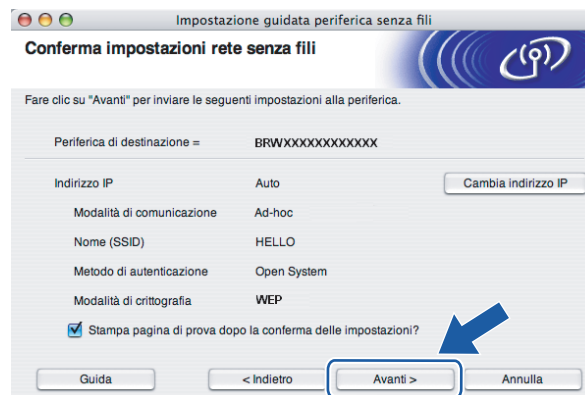 Impostazione guidata periferica senza fili
Conferma impostazioni rete senza fili
Fare clic su "Avanti" per inviare le seguenti impostazioni alla periferica.
Periferica di destinazione = BRWXXXXXXXXXXXX
Indirizzo IP Auto Cambia indirizzo IP
Modalità di comunicazione Ad-hoc
Nome (SSID) HELLO
Metodo di autenticazione Open System
Modalità di crittografia WEP
Stampa pagina di prova dopo la conferma delle impostazioni?
Guida < Indietro Avanti > Annulla